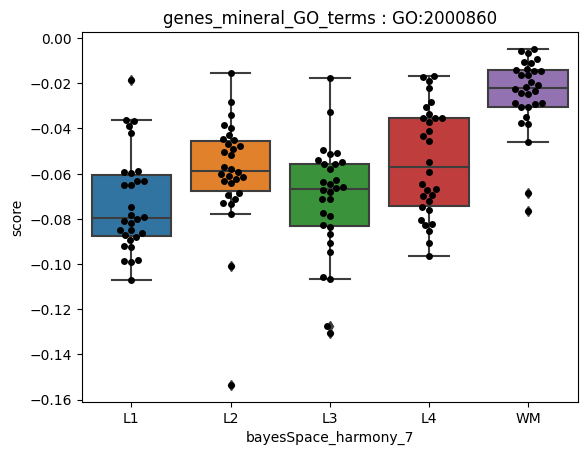 genes_mineral_GO_terms : GO:2000860
0.00
−0.02
−0.04
−0.06
−0.08
−0.10
−0.12
−0.14
−0.16
score
L1 L2 L3 L4 WM
bayesSpace_harmony_7